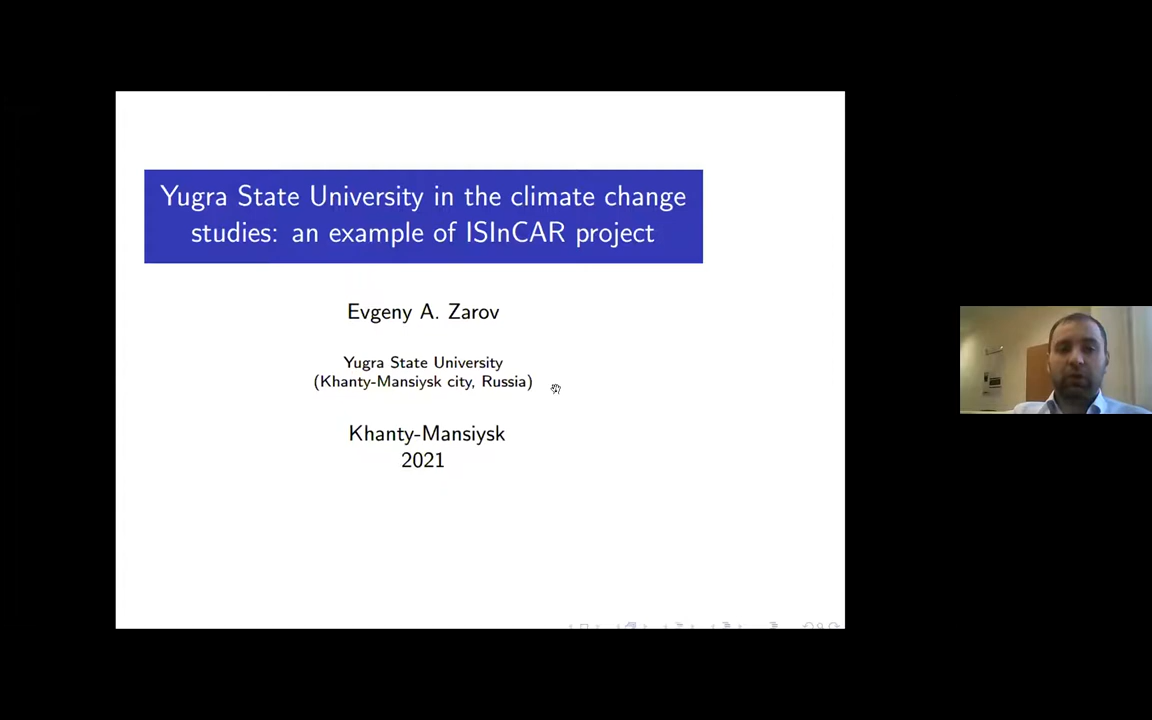 Yugra State University in the climate change
studies: an example of ISInCAR project
Evgeny A. Zarov
Yugra State University
(Khanty-Mansiysk city, Russia)
Khanty-Mansiysk
2021